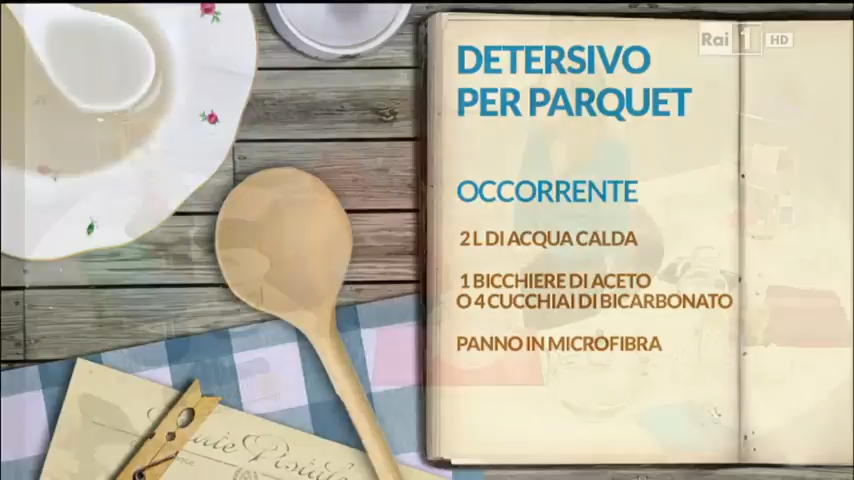 Rai 1 HD
DETERSIVO
PER PARQUET
OCCORRENTE
2 L DI ACQUA CALDA
1 BICCHIERE DI ACETO
O 4 CUCCHIAI DI BICARBONATO
PANNO IN MICROFIBRA